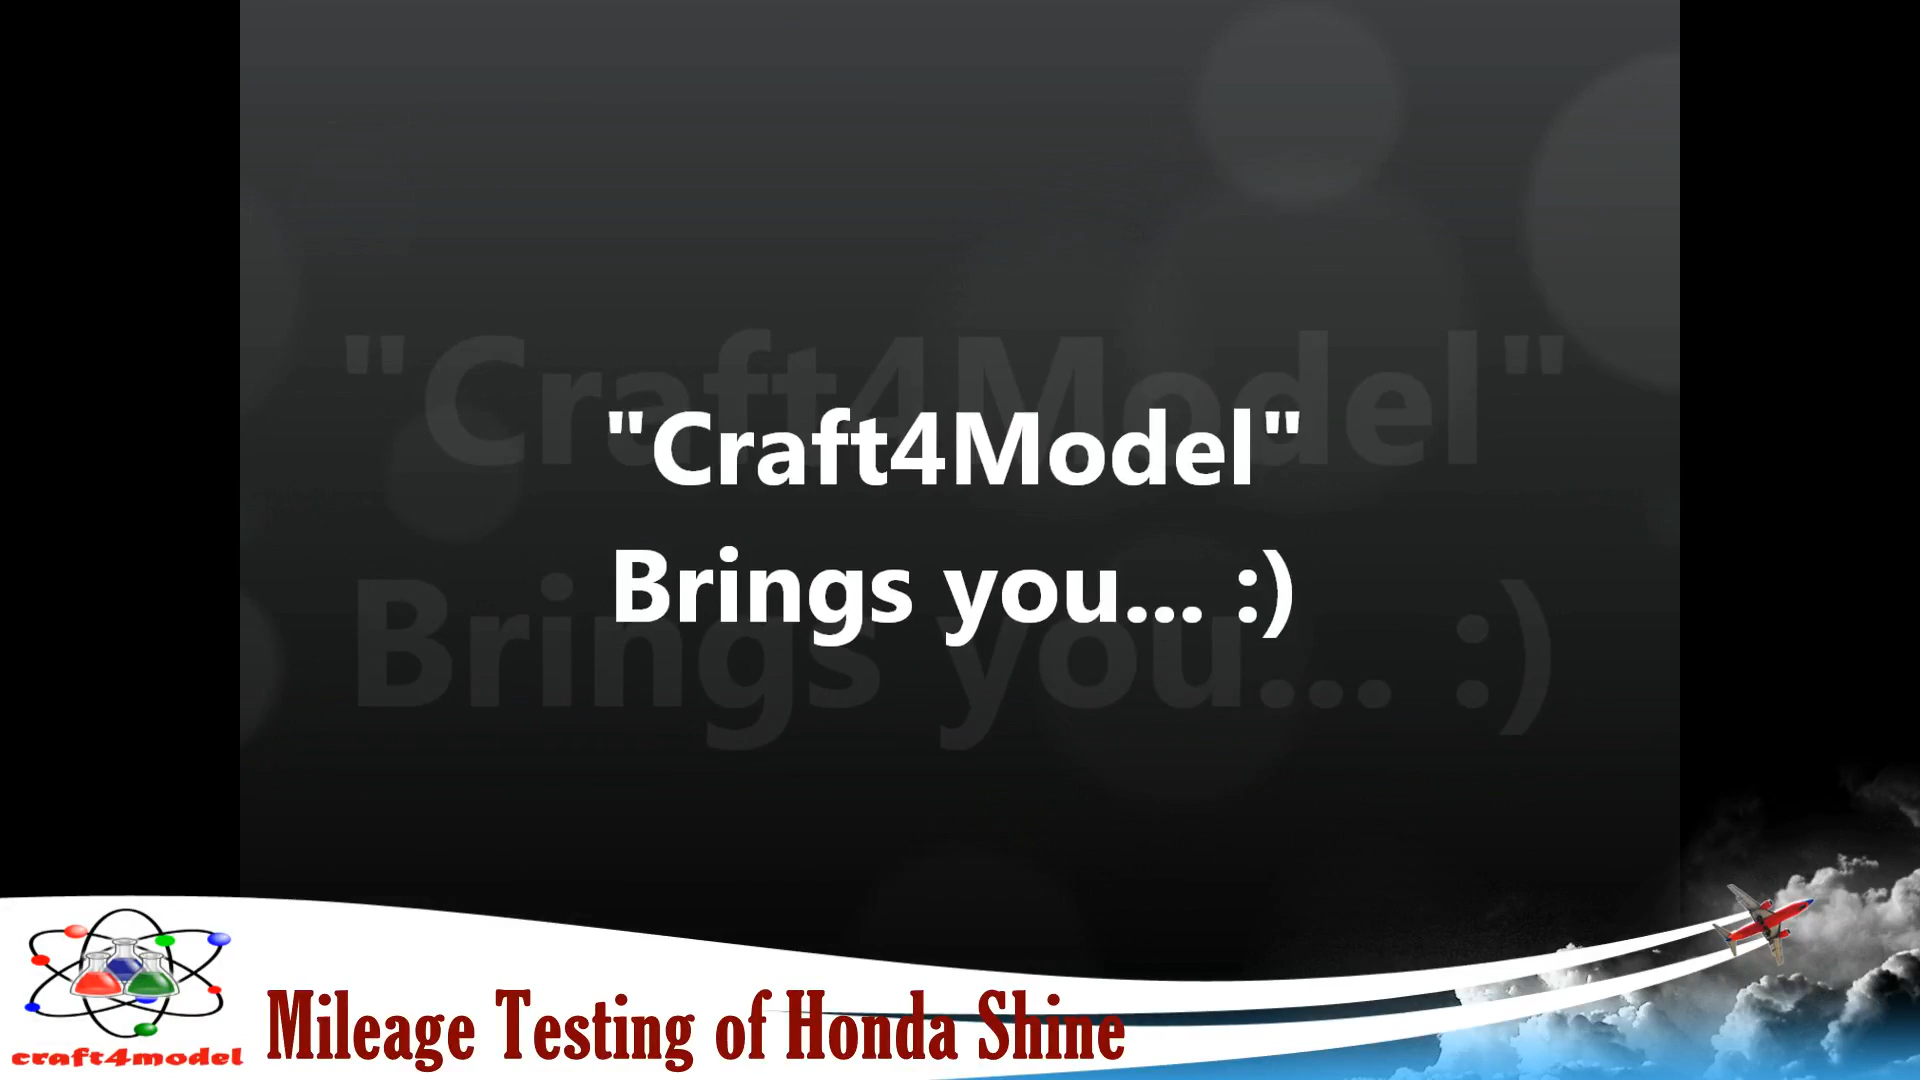 "Craft4Model"
Brings you... :)
craft4model
Mileage Testing of Honda Shine